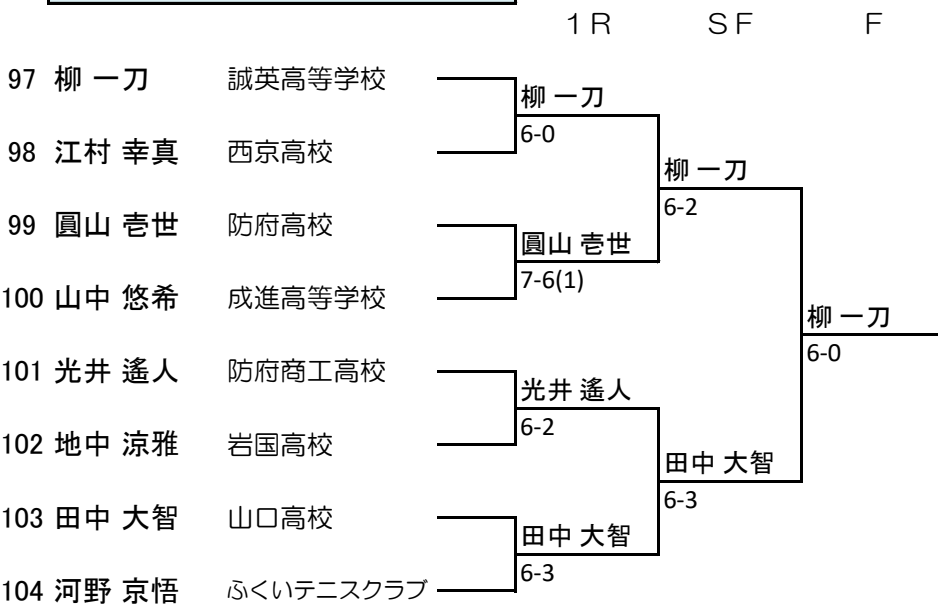 1R SF F
97 柳 一刀 誠英高等学校
柳 一刀
6-0
98 江村 幸真 西京高校
柳 一刀
6-2
99 圓山 壱世 防府高校
圓山 壱世
7-6(1)
100 山中 悠希 成進高等学校
柳 一刀
6-0
101 光井 遙人 防府商工高校
光井 遙人
6-2
102 地中 涼雅 岩国高校
田中 大智
6-3
103 田中 大智 山口高校
田中 大智
6-3
104 河野 京悟 ふくいテニスクラブ